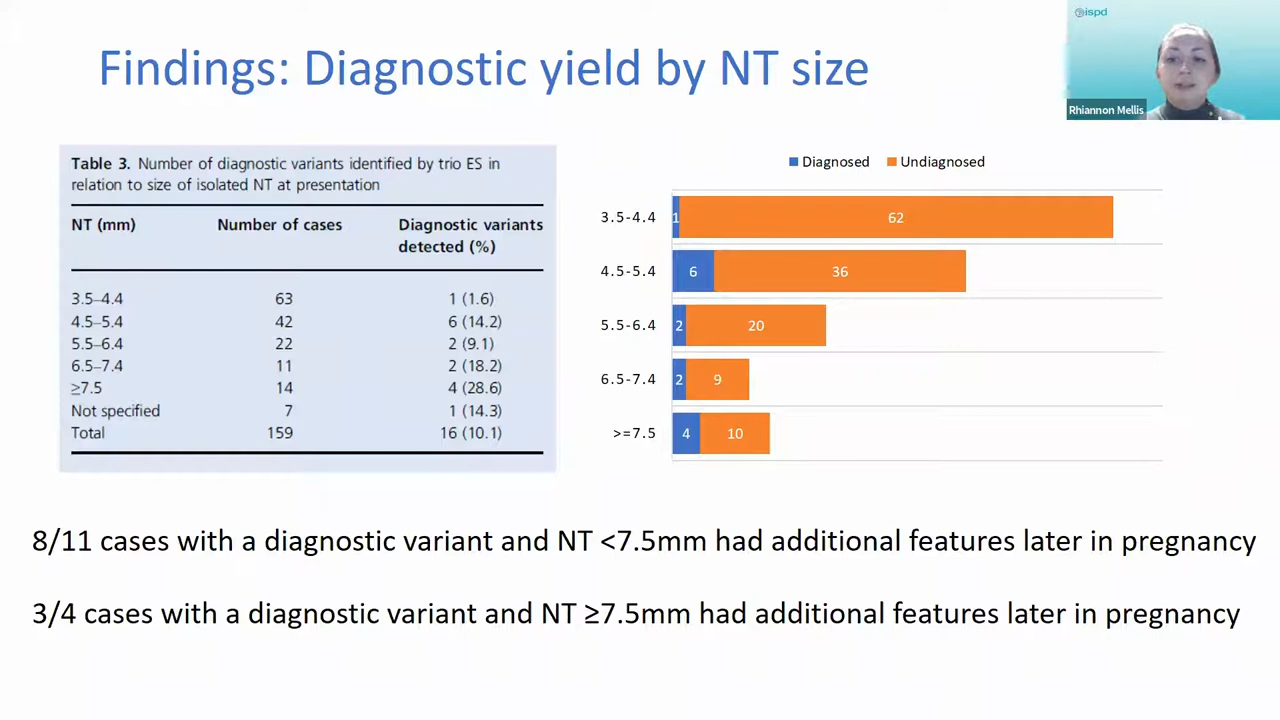 ispd
Findings: Diagnostic yield by NT size
Rhiannon Mellis
Table 3. Number of diagnostic variants identified by trio ES in
relation to size of isolated NT at presentation
NT (mm) Number of cases Diagnostic variants
detected (%)
3.5–4.4 63 1 (1.6)
4.5–5.4 42 6 (14.2)
5.5–6.4 22 2 (9.1)
6.5–7.4 11 2 (18.2)
≥7.5 14 4 (28.6)
Not specified 7 1 (14.3)
Total 159 16 (10.1)
Diagnosed Undiagnosed
3.5-4.4 1 62
4.5-5.4 6 36
5.5-6.4 2 20
6.5-7.4 2 9
>=7.5 4 10
8/11 cases with a diagnostic variant and NT <7.5mm had additional features later in pregnancy
3/4 cases with a diagnostic variant and NT ≥7.5mm had additional features later in pregnancy